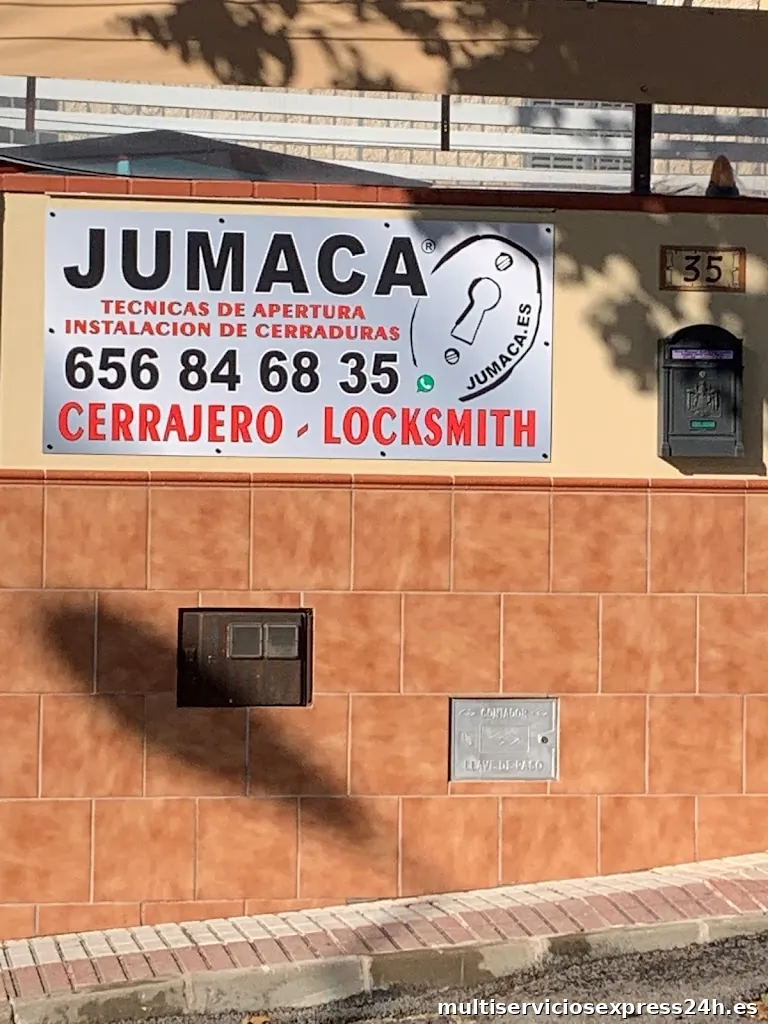 JUMACA®
TECNICAS DE APERTURA
INSTALACION DE CERRADURAS
656 84 68 35
CERRAJERO - LOCKSMITH
JUMACA.ES
35
CONTADOR
LLAVE-DE-PASO
multiserviciosexpress24h.es